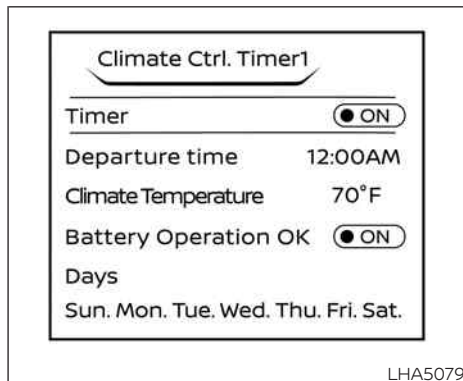 Climate Ctrl. Timer1
Timer ON
Departure time 12:00AM
Climate Temperature 70°F
Battery Operation OK ON
Days
Sun. Mon. Tue. Wed. Thu. Fri. Sat.
LHA5079